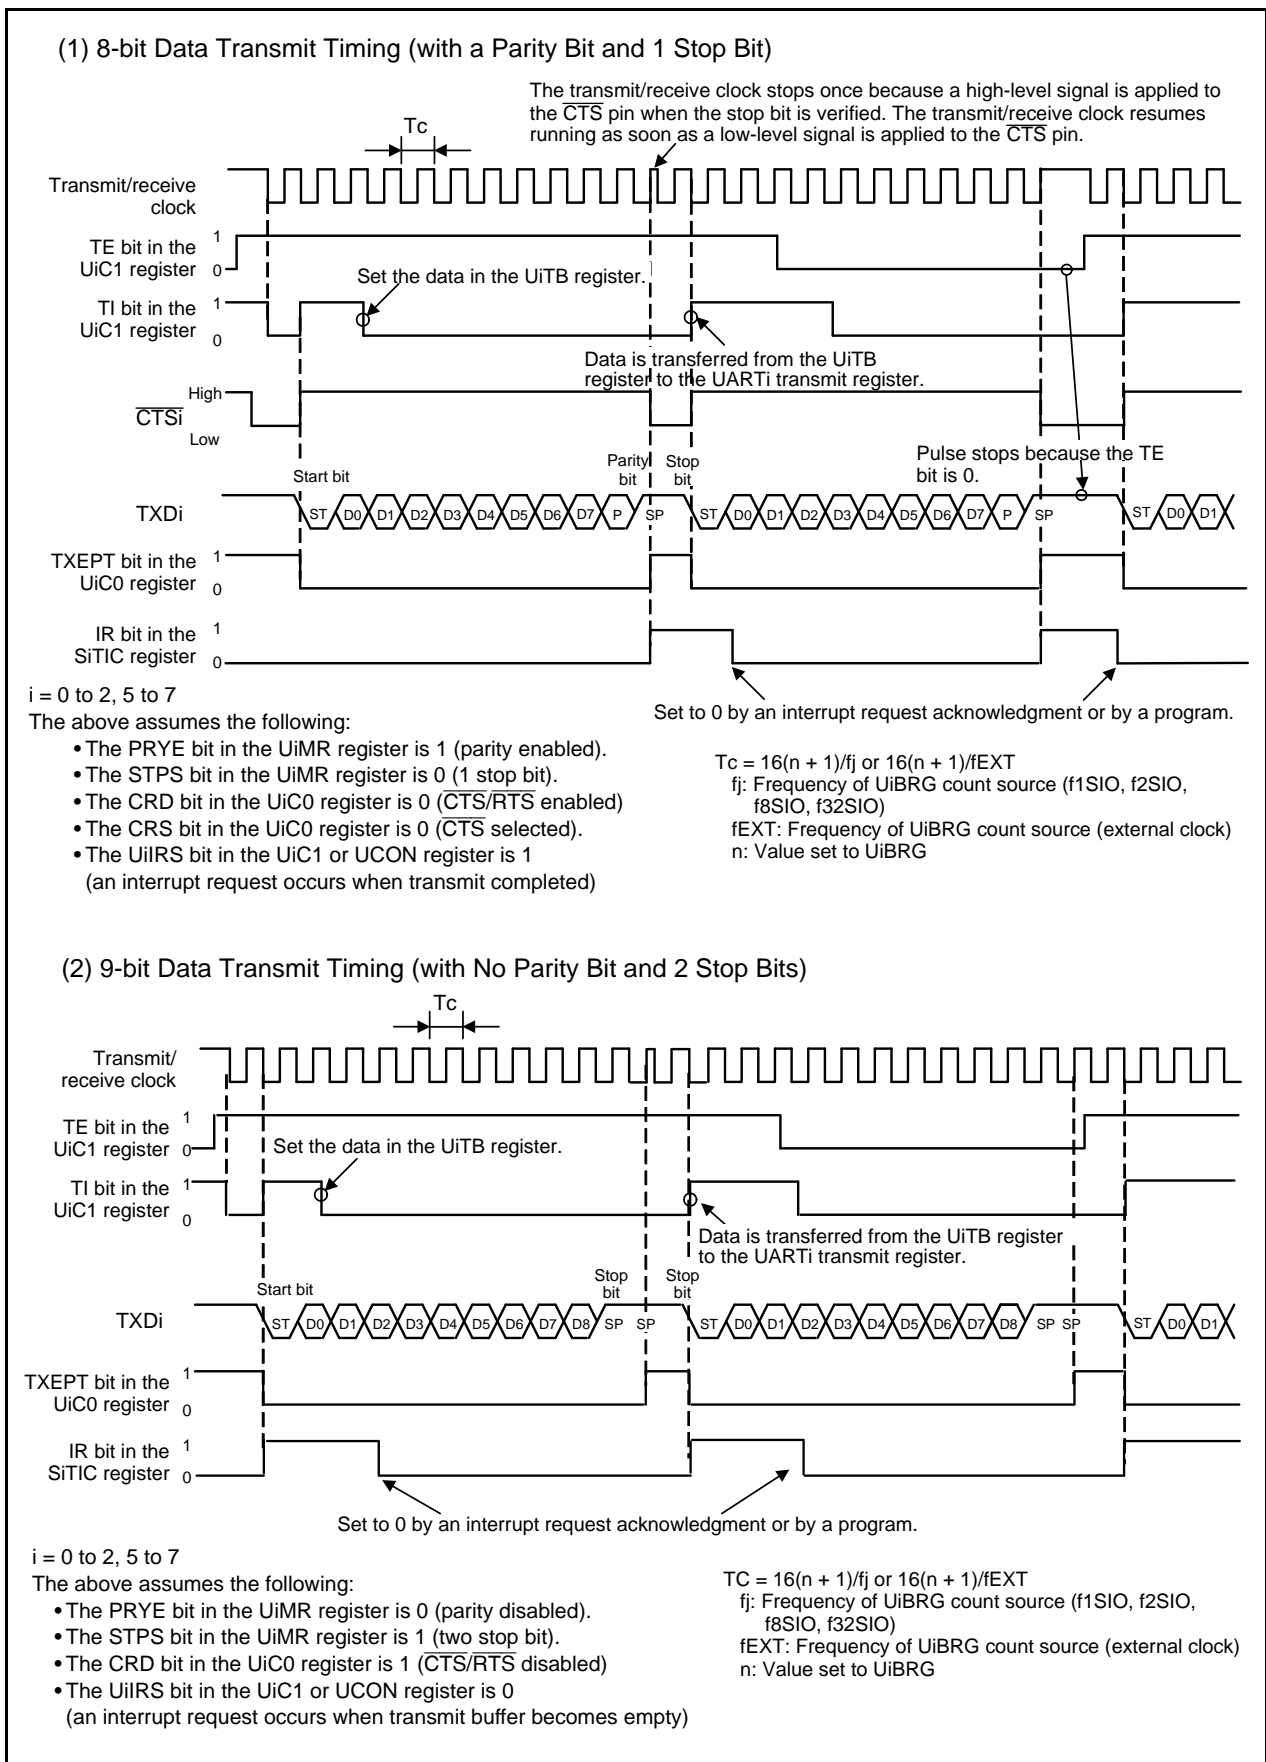 (1) 8-bit Data Transmit Timing (with a Parity Bit and 1 Stop Bit)
The transmit/receive clock stops once because a high-level signal is applied to
the CTS pin when the stop bit is verified. The transmit/receive clock resumes
running as soon as a low-level signal is applied to the CTS pin.
Tc
Transmit/receive
clock
TE bit in the
UiC1 register
1
0
Set the data in the UiTB register.
TI bit in the
UiC1 register
1
0
Data is transferred from the UiTB
register to the UARTi transmit register.
CTSi
High
Low
Pulse stops because the TE
bit is 0.
Start bit
Parity
bit
Stop
bit
TXDi
ST D0 D1 D2 D3 D4 D5 D6 D7 P SP ST D0 D1 D2 D3 D4 D5 D6 D7 P SP ST D0 D1
TXEPT bit in the
UiC0 register
1
0
IR bit in the
SiTIC register
1
0
Set to 0 by an interrupt request acknowledgment or by a program.
i = 0 to 2, 5 to 7
The above assumes the following:
• The PRYE bit in the UiMR register is 1 (parity enabled).
• The STPS bit in the UiMR register is 0 (1 stop bit).
• The CRD bit in the UiC0 register is 0 (CTS/RTS enabled)
• The CRS bit in the UiC0 register is 0 (CTS selected).
• The UiIRS bit in the UiC1 or UCON register is 1
(an interrupt request occurs when transmit completed)
Tc = 16(n + 1)/fj or 16(n + 1)/fEXT
fj: Frequency of UiBRG count source (f1SIO, f2SIO,
f8SIO, f32SIO)
fEXT: Frequency of UiBRG count source (external clock)
n: Value set to UiBRG
(2) 9-bit Data Transmit Timing (with No Parity Bit and 2 Stop Bits)
Tc
Transmit/
receive clock
TE bit in the
UiC1 register
1
0
Set the data in the UiTB register.
TI bit in the
UiC1 register
1
0
Data is transferred from the UiTB register
to the UARTi transmit register.
Start bit
Stop
bit
Stop
bit
TXDi
ST D0 D1 D2 D3 D4 D5 D6 D7 D8 SP SP ST D0 D1 D2 D3 D4 D5 D6 D7 D8 SP SP ST D0 D1
TXEPT bit in the
UiC0 register
1
0
IR bit in the
SiTIC register
1
0
Set to 0 by an interrupt request acknowledgment or by a program.
i = 0 to 2, 5 to 7
The above assumes the following:
• The PRYE bit in the UiMR register is 0 (parity disabled).
• The STPS bit in the UiMR register is 1 (two stop bit).
• The CRD bit in the UiC0 register is 1 (CTS/RTS disabled)
• The UiIRS bit in the UiC1 or UCON register is 0
(an interrupt request occurs when transmit buffer becomes empty)
TC = 16(n + 1)/fj or 16(n + 1)/fEXT
fj: Frequency of UiBRG count source (f1SIO, f2SIO,
f8SIO, f32SIO)
fEXT: Frequency of UiBRG count source (external clock)
n: Value set to UiBRG